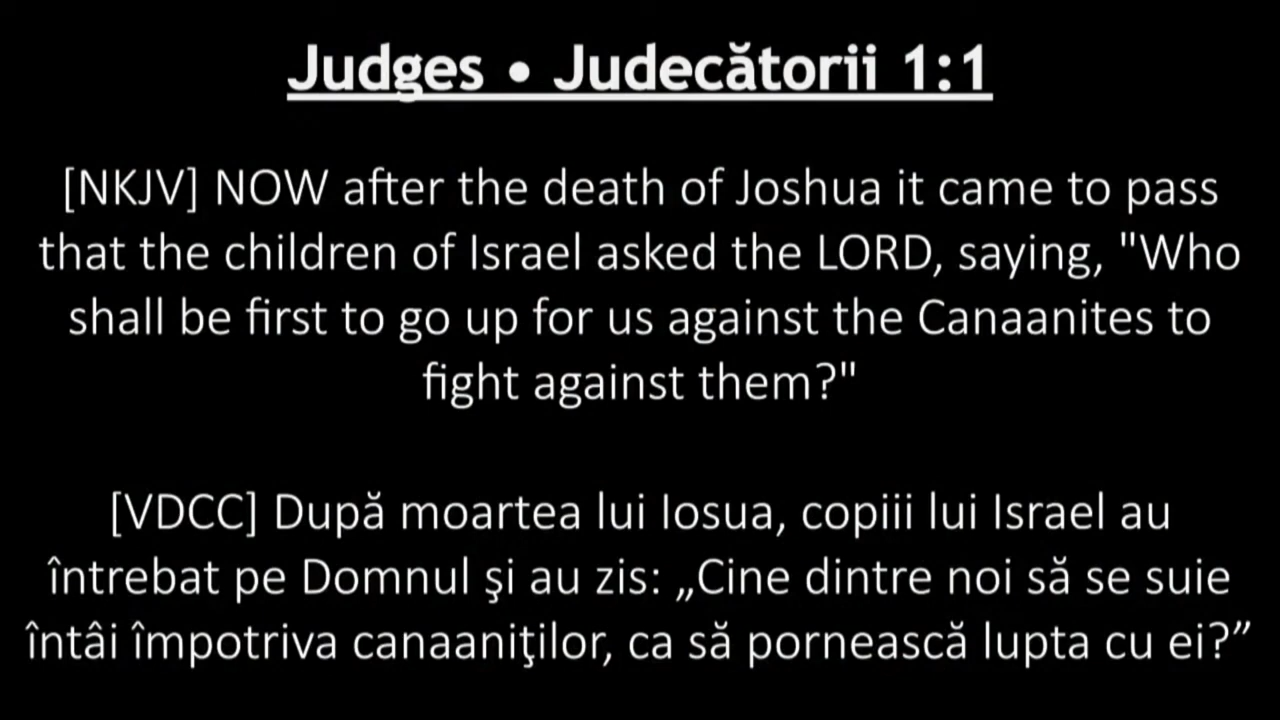 Judges • Judecătorii 1:1
[NKJV] NOW after the death of Joshua it came to pass
that the children of Israel asked the LORD, saying, "Who
shall be first to go up for us against the Canaanites to
fight against them?"
[VDCC] După moartea lui Iosua, copiii lui Israel au
întrebat pe Domnul şi au zis: „Cine dintre noi să se suie
întâi împotriva canaaniţilor, ca să pornească lupta cu ei?”